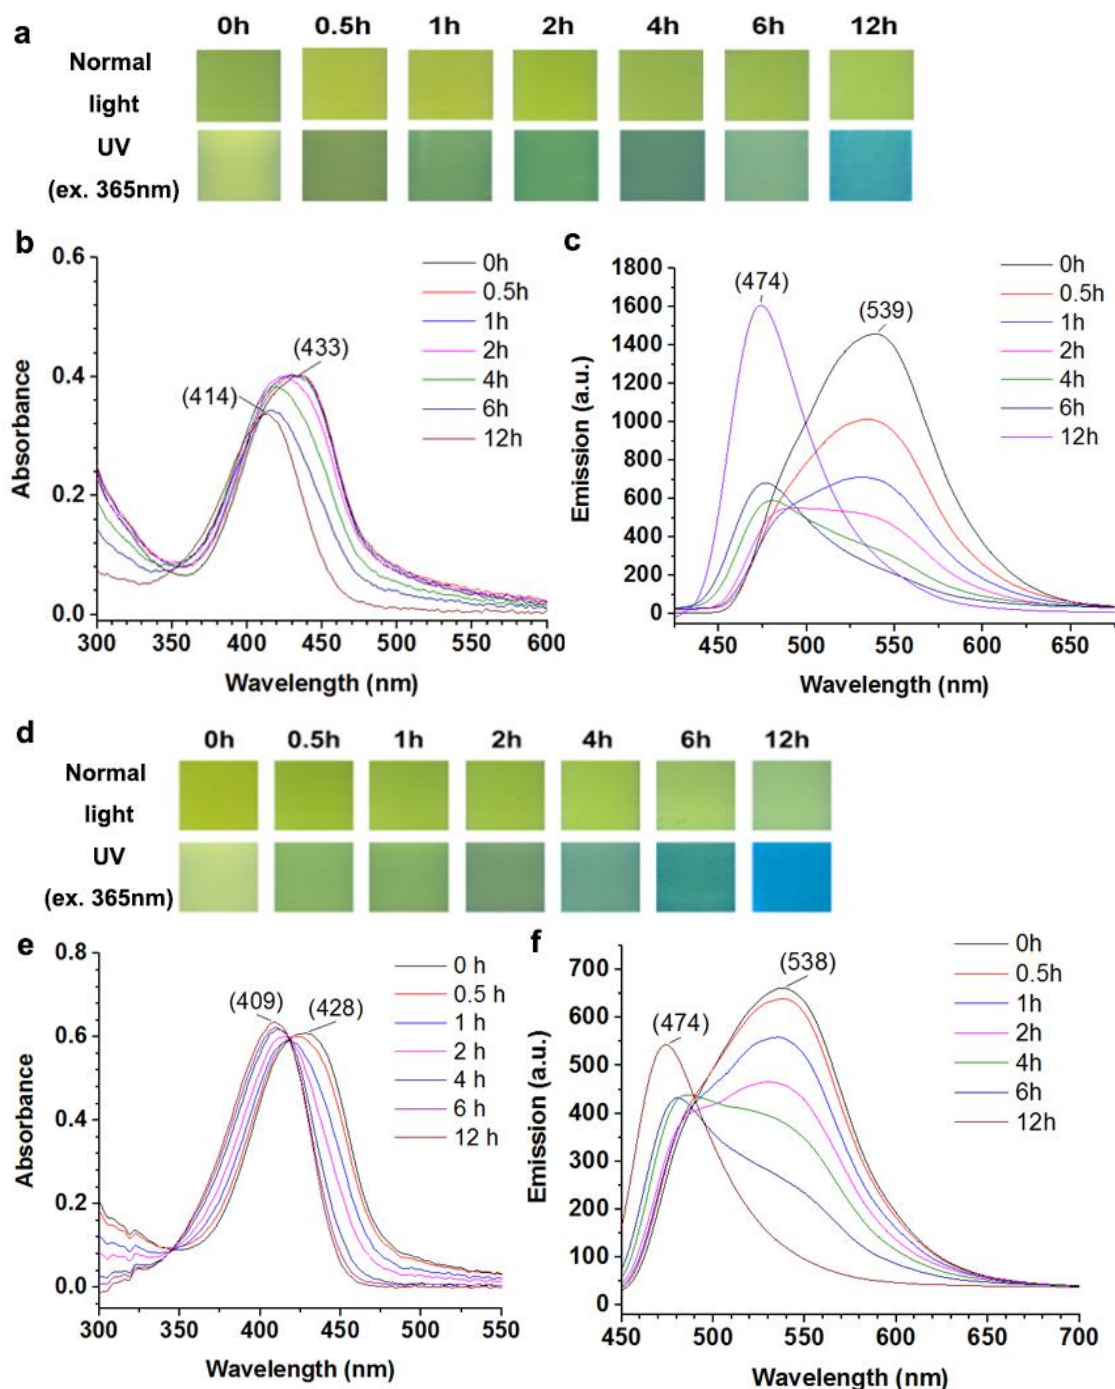 a
0h 0.5h 1h 2h 4h 6h 12h
Normal
light
UV
(ex. 365nm)
b
0.6
0.4
0.2
0.0
Absorbance
(433)
(414)
0h
0.5h
1h
2h
4h
6h
12h
300 350 400 450 500 550 600
Wavelength (nm)
c
1800
1600
1400
1200
1000
800
600
400
200
0
Emission (a.u.)
(474)
(539)
0h
0.5h
1h
2h
4h
6h
12h
450 500 550 600 650
Wavelength (nm)
d
0h 0.5h 1h 2h 4h 6h 12h
Normal
light
UV
(ex. 365nm)
e
0.8
0.6
0.4
0.2
0.0
Absorbance
(409)
(428)
0 h
0.5 h
1 h
2 h
4 h
6 h
12 h
300 350 400 450 500 550
Wavelength (nm)
f
700
600
500
400
300
200
100
0
Emission (a.u.)
(538)
(474)
0h
0.5h
1h
2h
4h
6h
12h
450 500 550 600 650 700
Wavelength (nm)